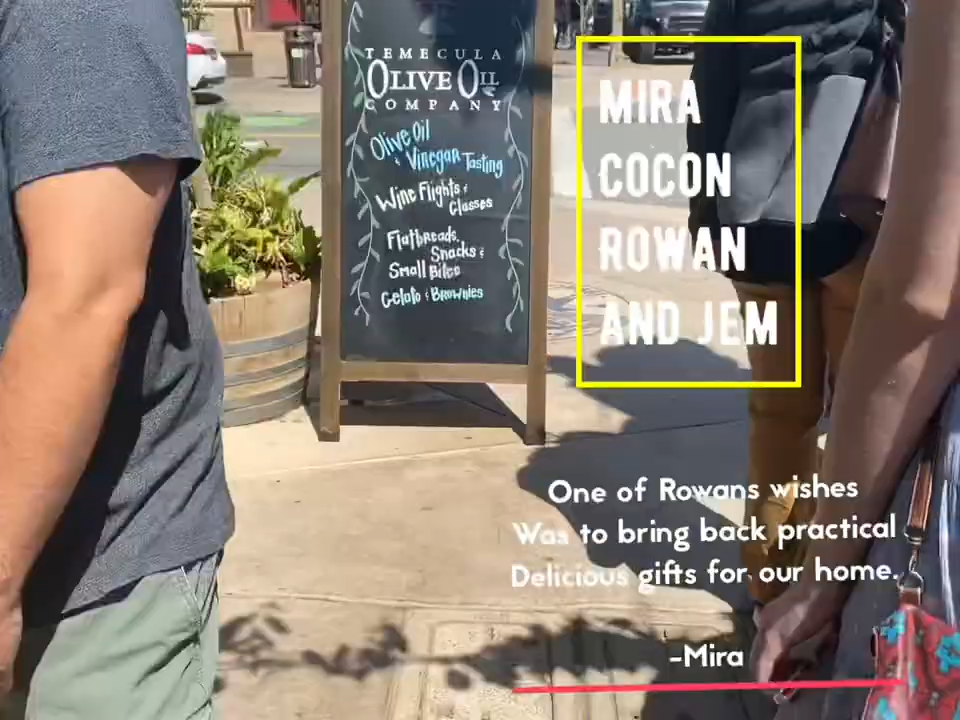 TEMECULA
OLIVE OIL
COMPANY
Olive Oil
& Vinegar Tasting
Wine Flights &
Glasses
Flatbreads,
Snacks &
Small Bites
Gelato & Brownies
MIRA
COCON
ROWAN
AND JEM
One of Rowans wishes
Was to bring back practical
Delicious gifts for our home.
-Mira